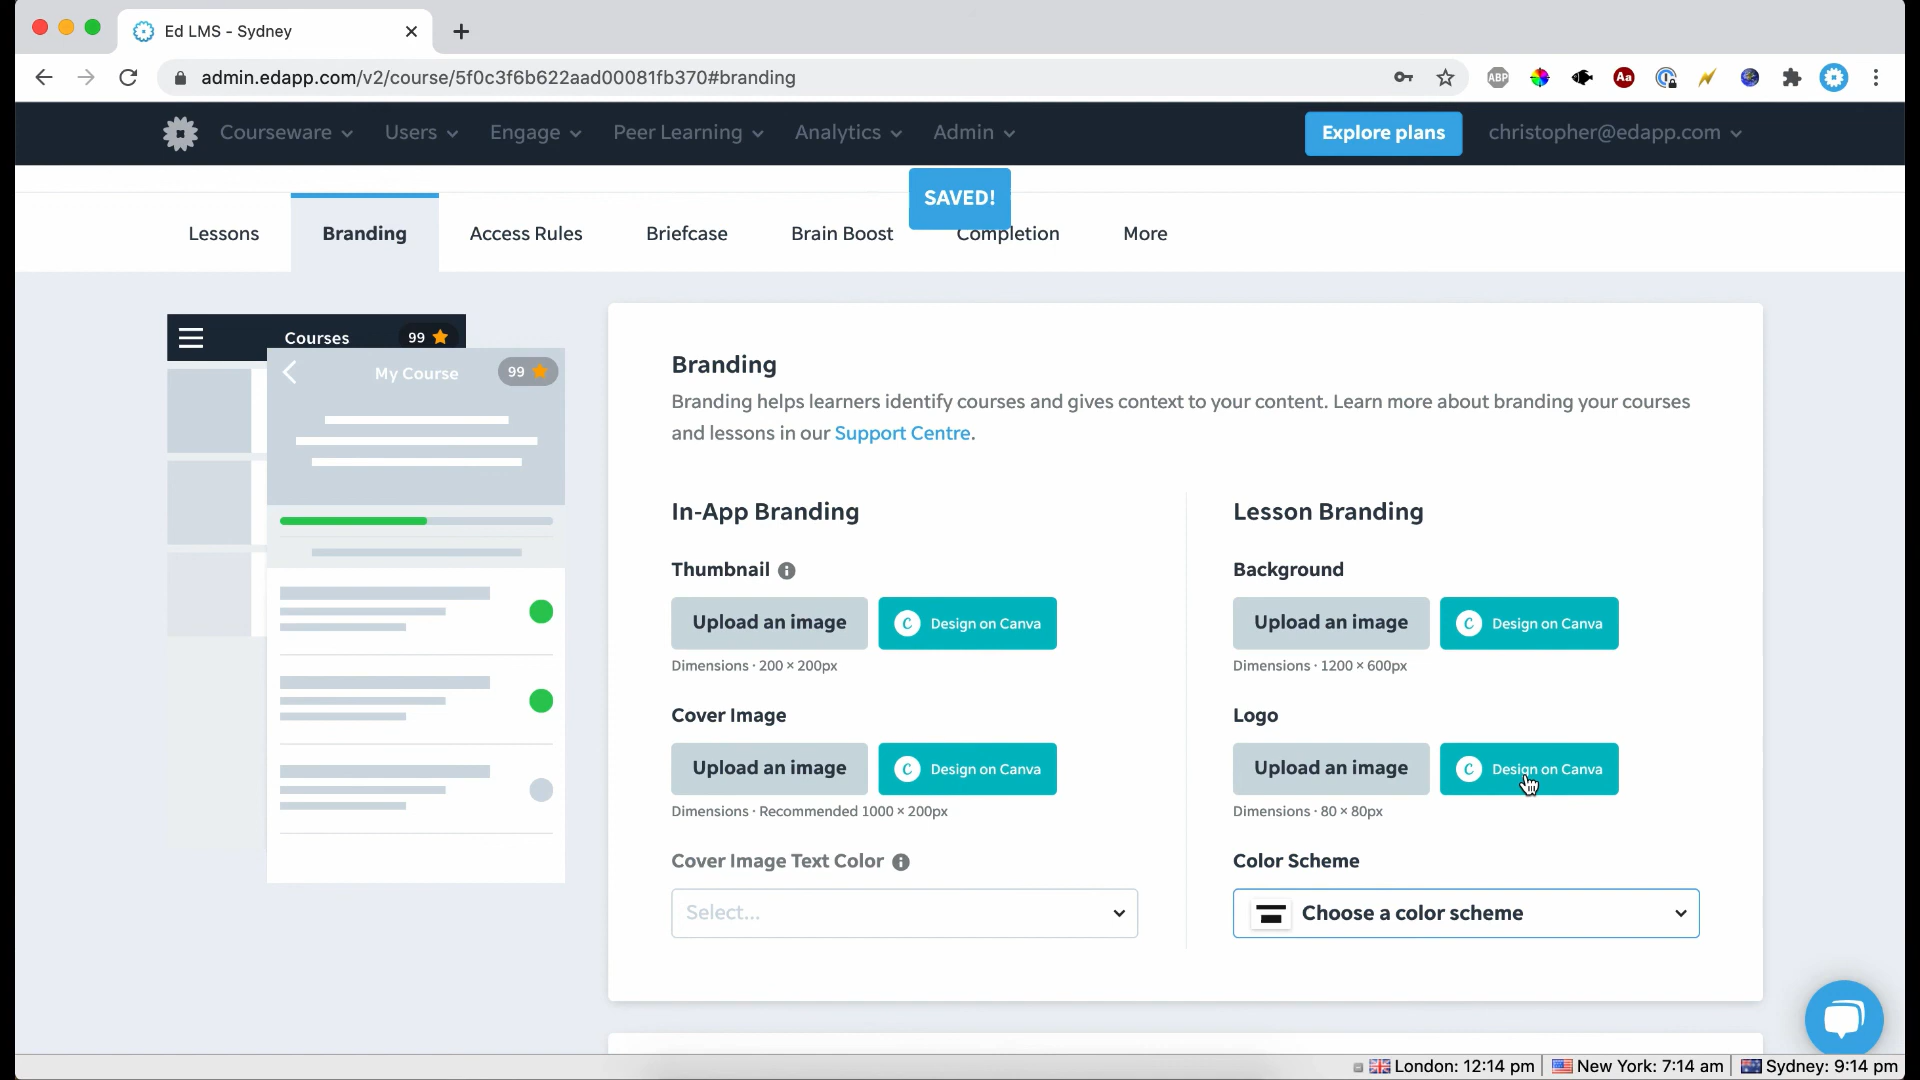 Ed LMS - Sydney
admin.edapp.com/v2/course/5f0c3f6b622aad00081fb370#branding
ABP
Aa
Courseware
Users
Engage
Peer Learning
Analytics
Admin
Explore plans
christopher@edapp.com
SAVED!
Lessons
Branding
Access Rules
Briefcase
Brain Boost
Completion
More
Courses
99
My Course
99
Branding
Branding helps learners identify courses and gives context to your content. Learn more about branding your courses
and lessons in our Support Centre.
In-App Branding
Thumbnail
Upload an image
C Design on Canva
Dimensions · 200 × 200px
Cover Image
Upload an image
C Design on Canva
Dimensions · Recommended 1000 × 200px
Cover Image Text Color
Select...
Lesson Branding
Background
Upload an image
C Design on Canva
Dimensions · 1200 × 600px
Logo
Upload an image
C Design on Canva
Dimensions · 80 × 80px
Color Scheme
Choose a color scheme
London: 12:14 pm
New York: 7:14 am
Sydney: 9:14 pm